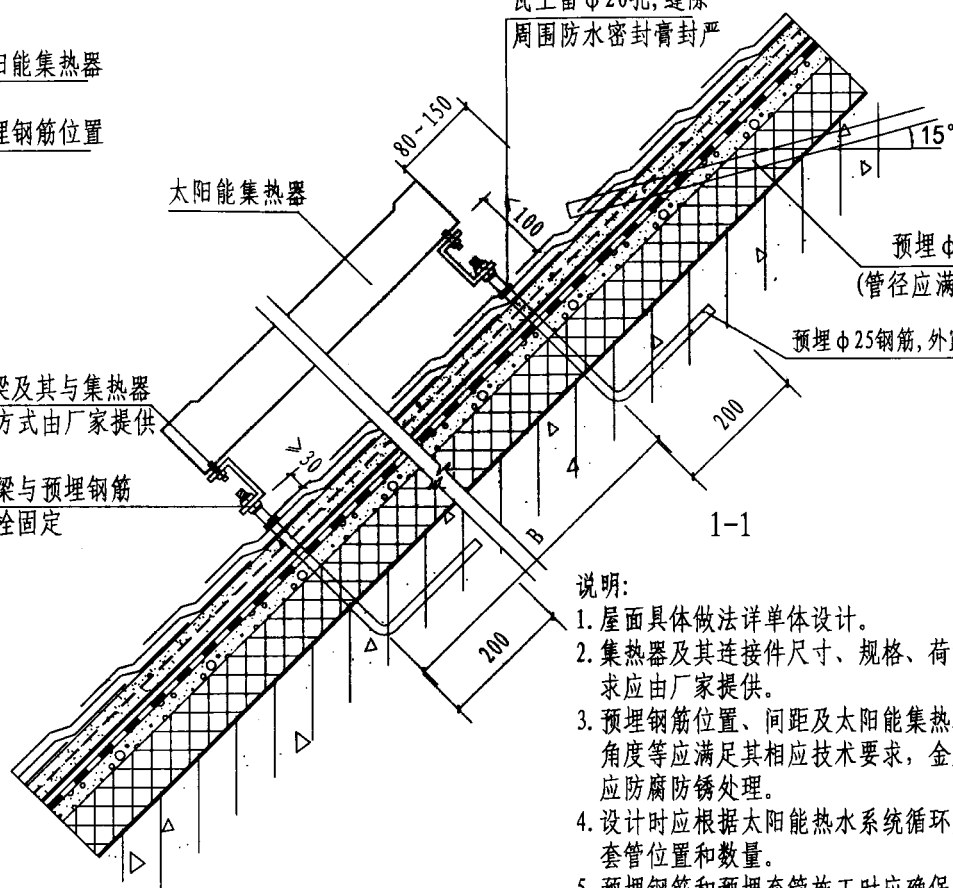 瓦上留φ20孔,缝隙
周围防水密封膏封严
阳能集热器
埋钢筋位置
80~150
太阳能集热器
<100
15°
预埋φ
(管径应满
预埋φ25钢筋,外
200
梁及其与集热器
方式由厂家提供
≥30
梁与预埋钢筋
栓固定
B
1-1
200
说明:
1. 屋面具体做法详单体设计。
2. 集热器及其连接件尺寸、规格、荷
求应由厂家提供。
3. 预埋钢筋位置、间距及太阳能集热
角度等应满足其相应技术要求，金
应防腐防锈处理。
4. 设计时应根据太阳能热水系统循环
套管位置和数量。
5. 预埋钢筋和预埋套管施工时应确保